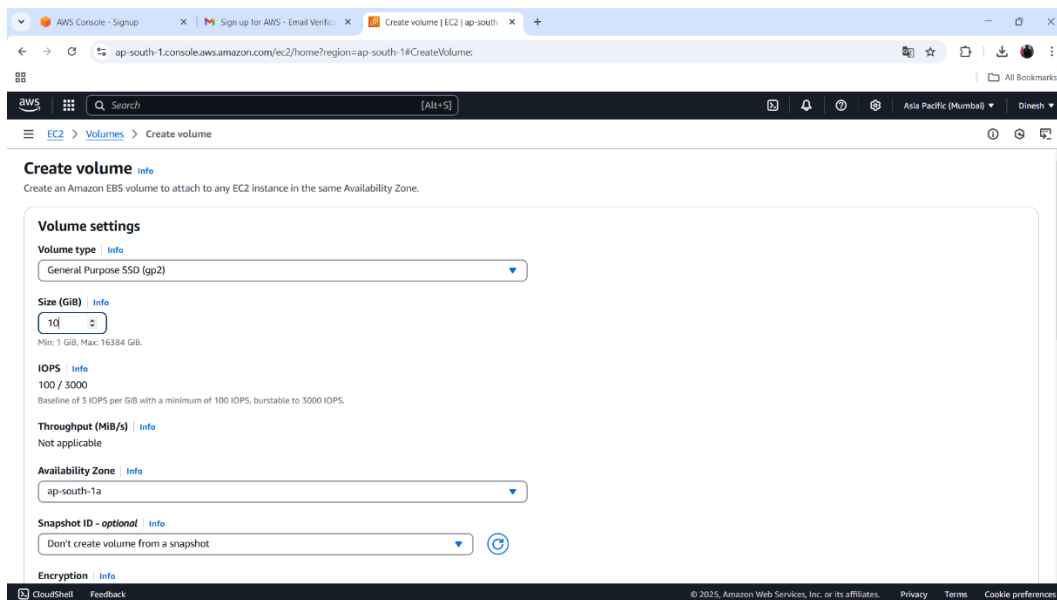 AWS Console - Signup
Sign up for AWS - Email Verific
Create volume | EC2 | ap-south-
ap-south-1.console.aws.amazon.com/ec2/home?region=ap-south-1#CreateVolume:
All Bookmarks
aws
Search
[Alt+S]
Asia Pacific (Mumbai)
Dinesh
EC2 > Volumes > Create volume
Create volume Info
Create an Amazon EBS volume to attach to any EC2 instance in the same Availability Zone.
Volume settings
Volume type Info
General Purpose SSD (gp2)
Size (GiB) Info
10
Min: 1 GiB, Max: 16384 GiB.
IOPS Info
100 / 3000
Baseline of 3 IOPS per GiB with a minimum of 100 IOPS, burstable to 3000 IOPS.
Throughput (MiB/s) Info
Not applicable
Availability Zone Info
ap-south-1a
Snapshot ID - optional Info
Don't create volume from a snapshot
Encryption Info
CloudShell Feedback © 2025, Amazon Web Services, Inc. or its affiliates. Privacy Terms Cookie preferences